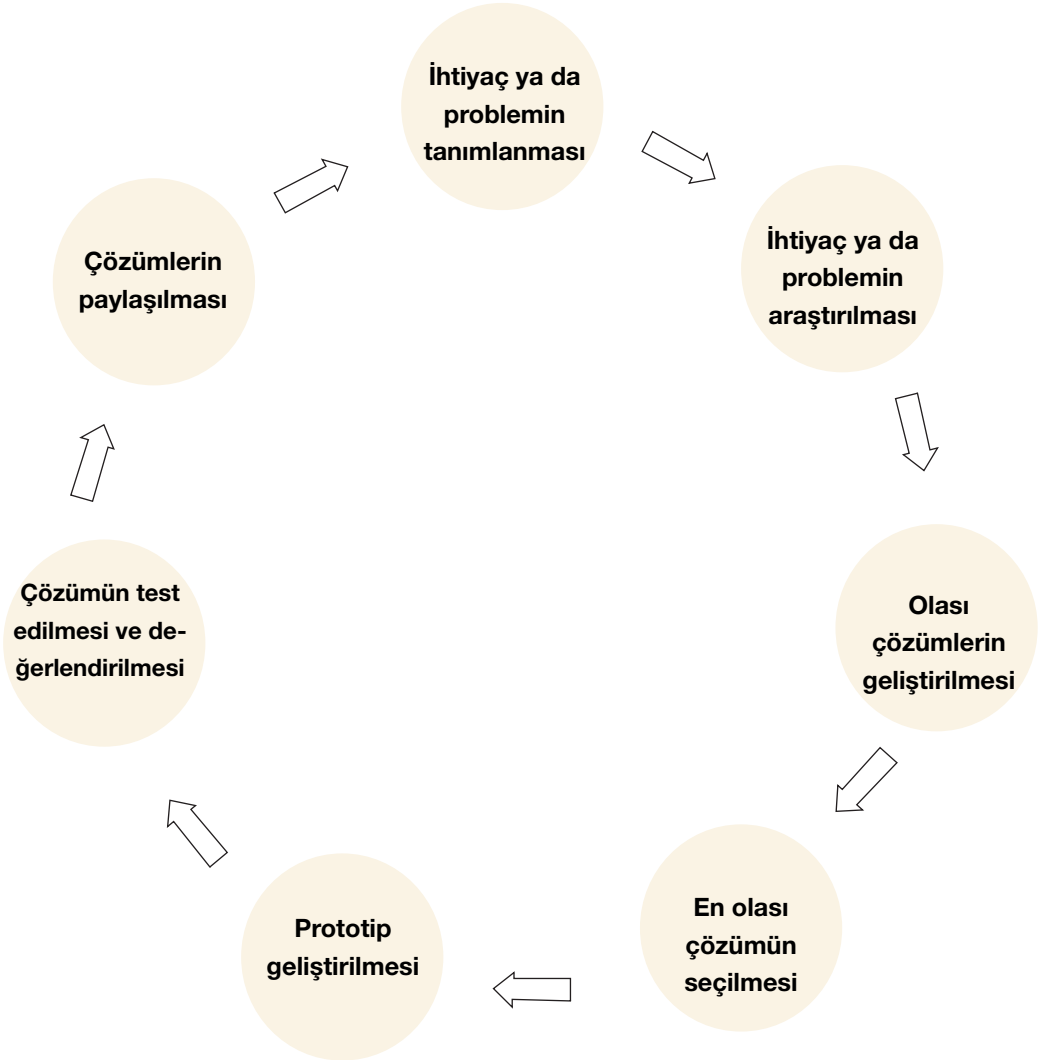 İhtiyaç ya da
problemin
tanımlanması
İhtiyaç ya da
problemin
araştırılması
Olası
çözümlerin
geliştirilmesi
En olası
çözümün
seçilmesi
Prototip
geliştirilmesi
Çözümün test
edilmesi ve de-
ğerlendirilmesi
Çözümlerin
paylaşılması